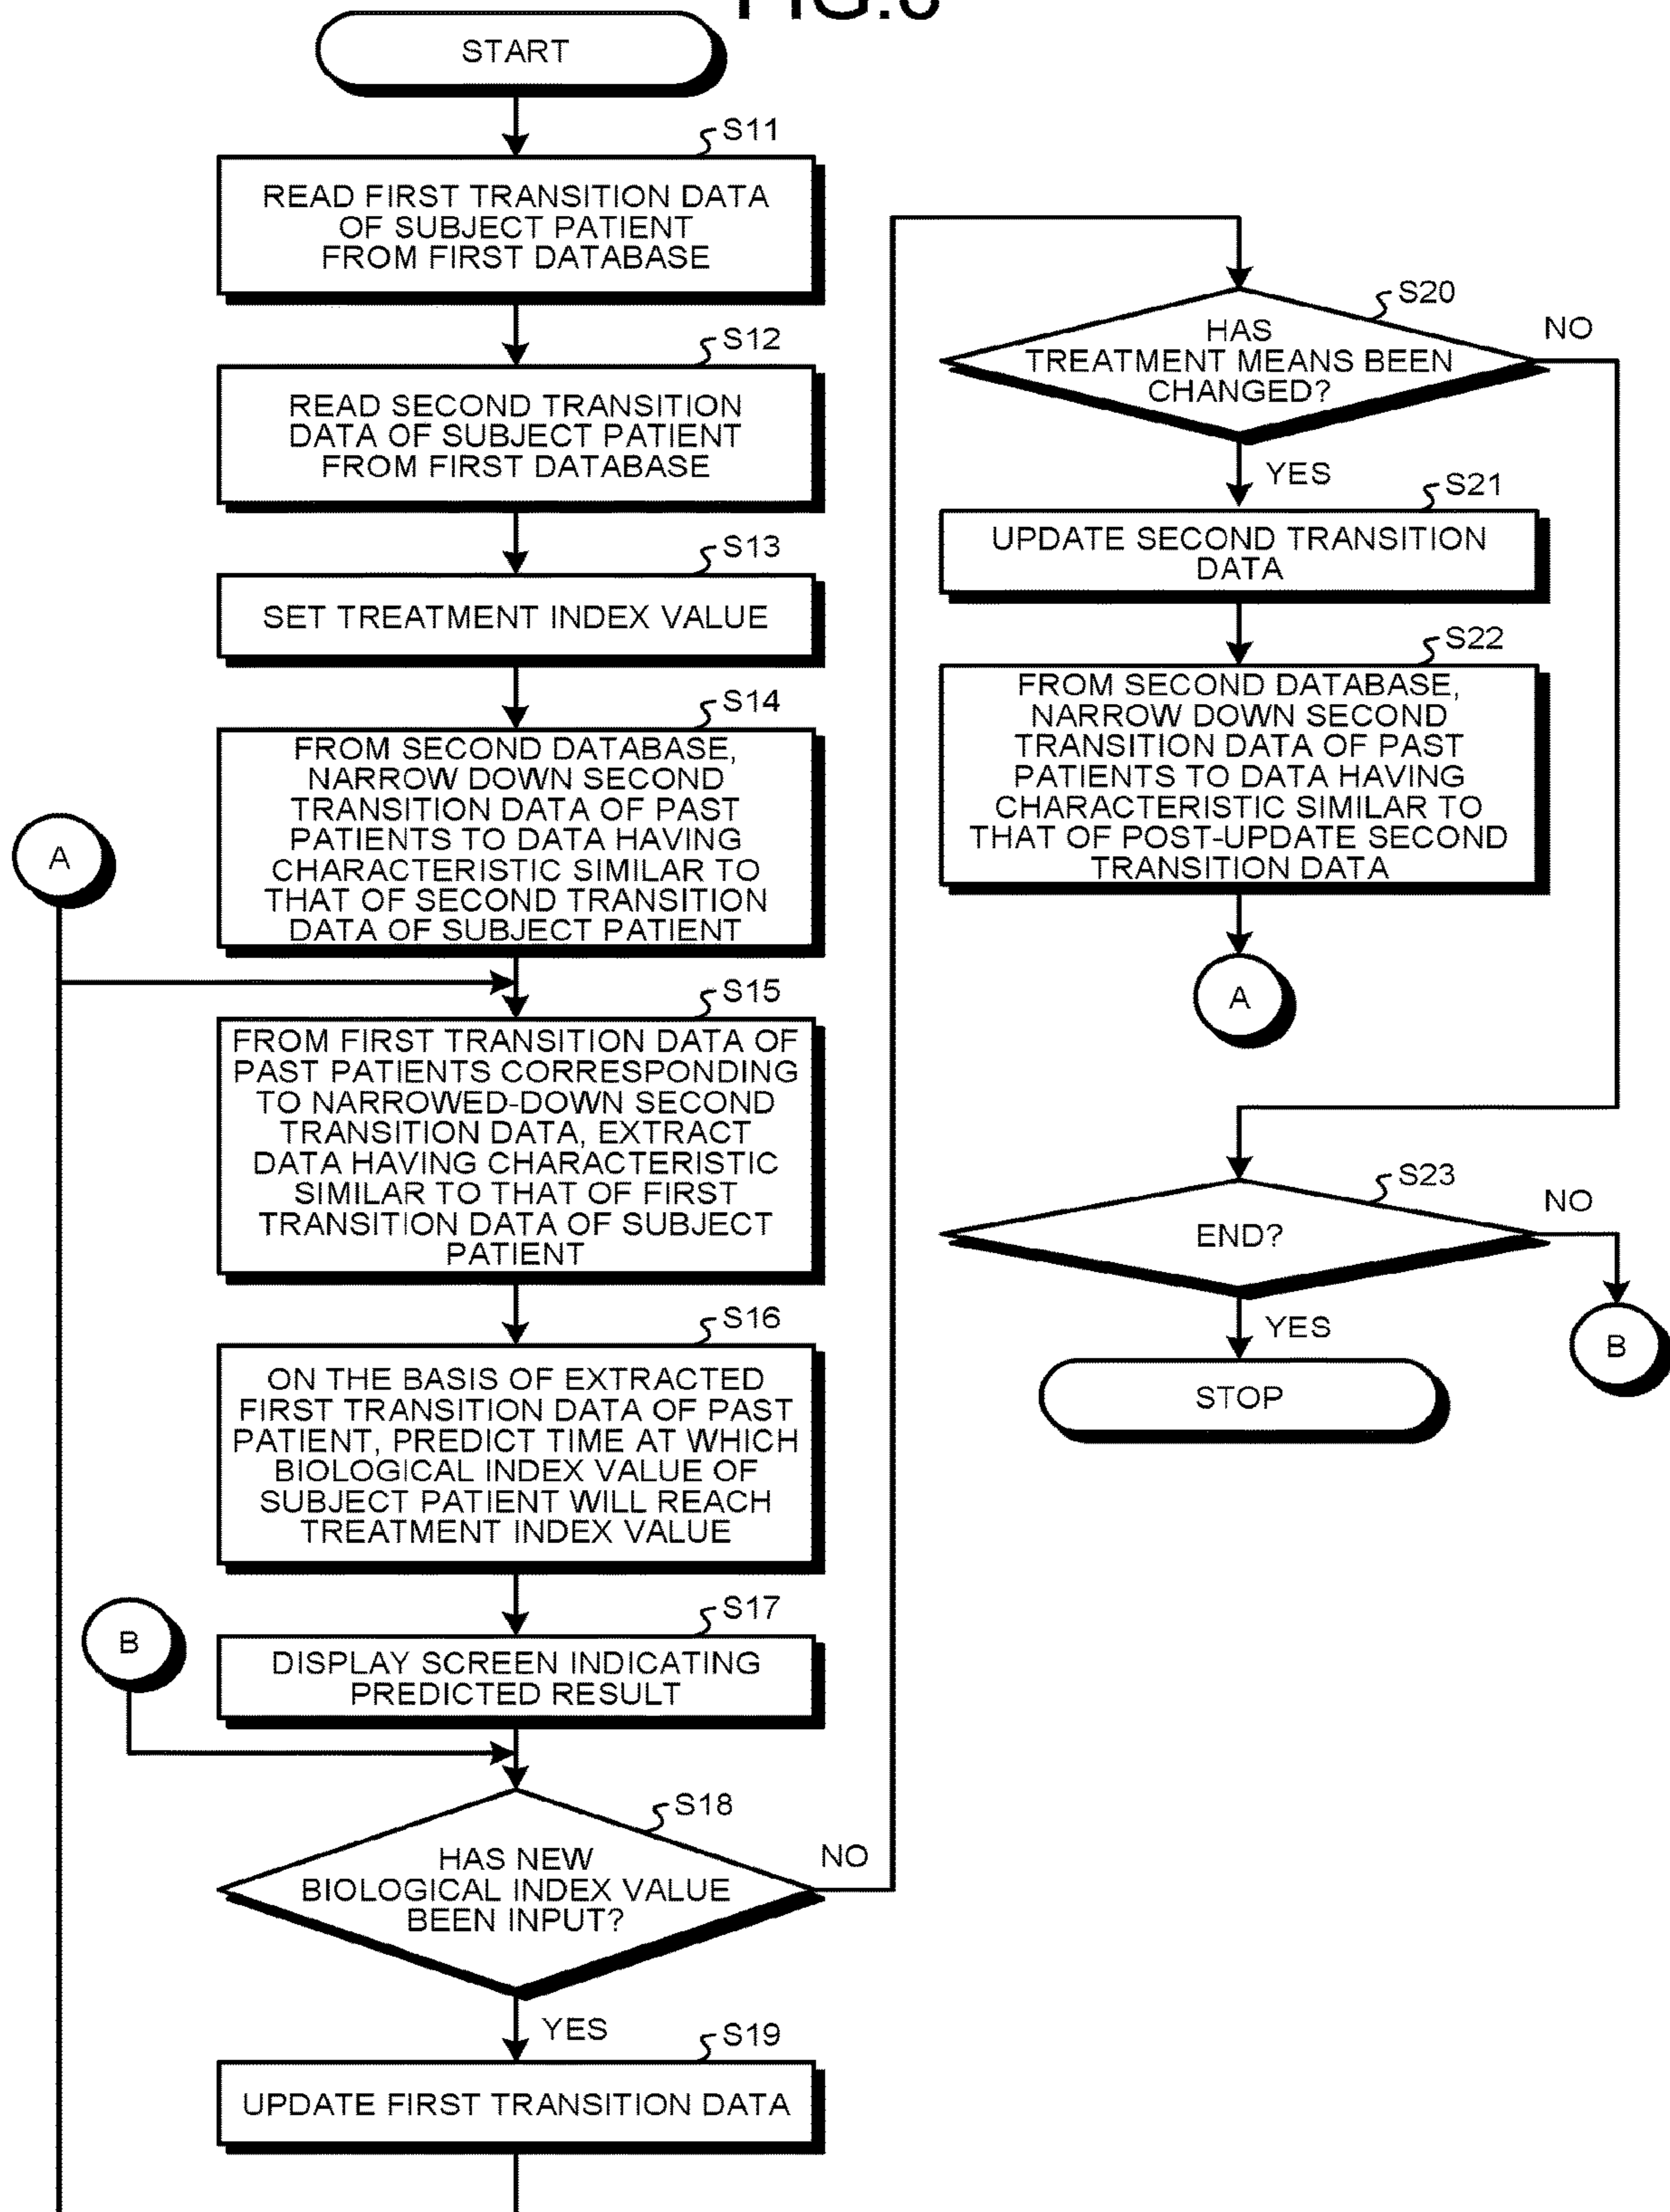 START
S11
READ FIRST TRANSITION DATA
OF SUBJECT PATIENT
FROM FIRST DATABASE
S12
READ SECOND TRANSITION
DATA OF SUBJECT PATIENT
FROM FIRST DATABASE
S13
SET TREATMENT INDEX VALUE
S14
FROM SECOND DATABASE,
NARROW DOWN SECOND
TRANSITION DATA OF PAST
PATIENTS TO DATA HAVING
CHARACTERISTIC SIMILAR TO
THAT OF SECOND TRANSITION
DATA OF SUBJECT PATIENT
A
S15
FROM FIRST TRANSITION DATA OF
PAST PATIENTS CORRESPONDING
TO NARROWED-DOWN SECOND
TRANSITION DATA, EXTRACT
DATA HAVING CHARACTERISTIC
SIMILAR TO THAT OF FIRST
TRANSITION DATA OF SUBJECT
PATIENT
S16
ON THE BASIS OF EXTRACTED
FIRST TRANSITION DATA OF PAST
PATIENT, PREDICT TIME AT WHICH
BIOLOGICAL INDEX VALUE OF
SUBJECT PATIENT WILL REACH
TREATMENT INDEX VALUE
B
S17
DISPLAY SCREEN INDICATING
PREDICTED RESULT
S18
HAS NEW
BIOLOGICAL INDEX VALUE
BEEN INPUT?
NO
YES
S19
UPDATE FIRST TRANSITION DATA
S20
HAS
TREATMENT MEANS BEEN
CHANGED?
NO
YES
S21
UPDATE SECOND TRANSITION
DATA
S22
FROM SECOND DATABASE,
NARROW DOWN SECOND
TRANSITION DATA OF PAST
PATIENTS TO DATA HAVING
CHARACTERISTIC SIMILAR TO
THAT OF POST-UPDATE SECOND
TRANSITION DATA
A
S23
END?
NO
B
YES
STOP